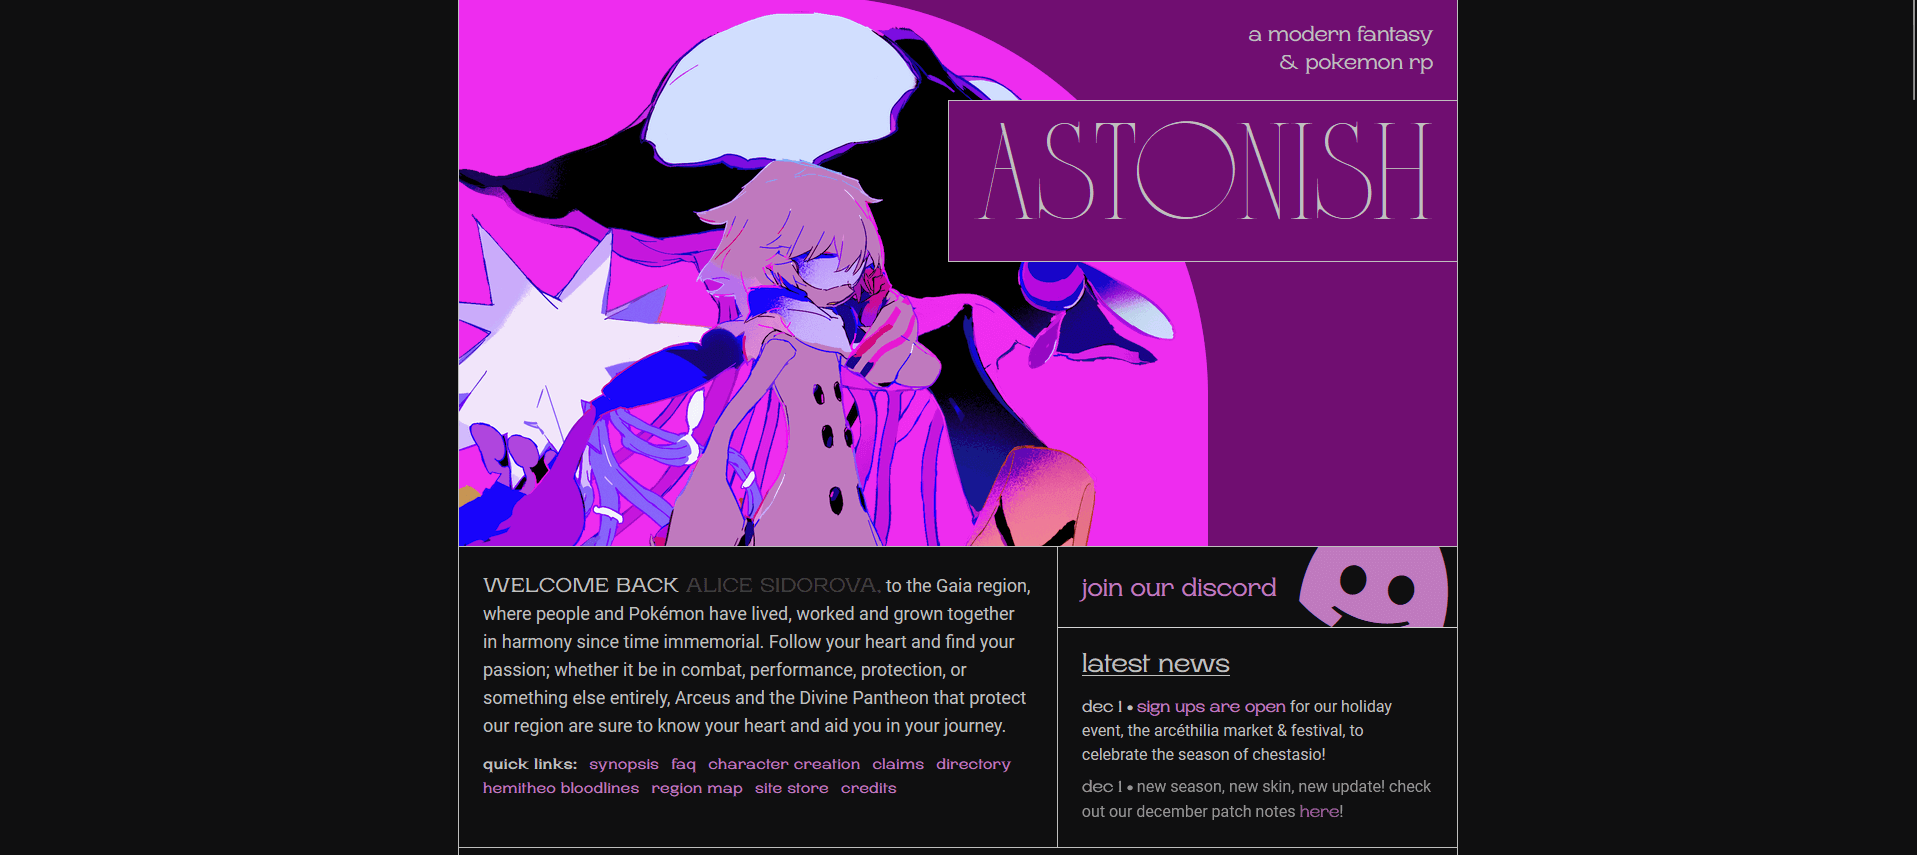 a modern fantasy
& pokemon rp
ASTONISH
WELCOME BACK ALICE SIDOROVA, to the Gaia region,
where people and Pokémon have lived, worked and grown together
in harmony since time immemorial. Follow your heart and find your
passion; whether it be in combat, performance, protection, or
something else entirely, Arceus and the Divine Pantheon that protect
our region are sure to know your heart and aid you in your journey.
quick links: synopsis faq character creation claims directory
hemitheo bloodlines region map site store credits
join our discord
latest news
dec 1 • sign ups are open for our holiday
event, the arcéthilia market & festival, to
celebrate the season of chestasio!
dec 1 • new season, new skin, new update! check
out our december patch notes here!